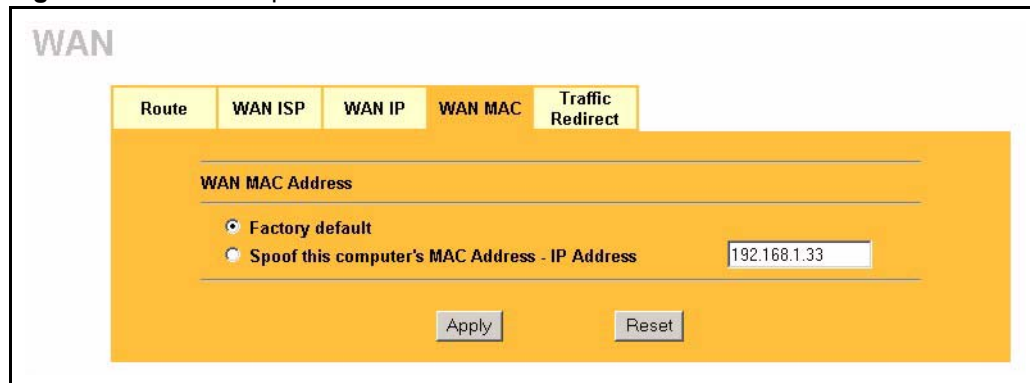 WAN
Route WAN ISP WAN IP WAN MAC Traffic Redirect
WAN MAC Address
Factory default
Spoof this computer's MAC Address - IP Address 192.168.1.33
Apply Reset